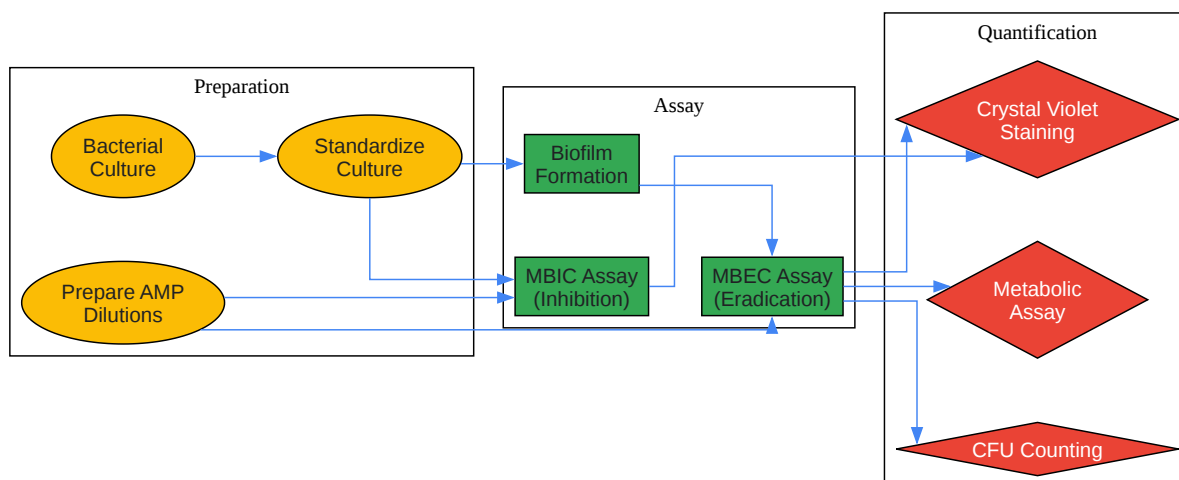 Preparation
Bacterial
Culture
Standardize
Culture
Prepare AMP
Dilutions
Assay
Biofilm
Formation
MBIC Assay
(Inhibition)
MBEC Assay
(Eradication)
Quantification
Crystal Violet
Staining
Metabolic
Assay
CFU Counting